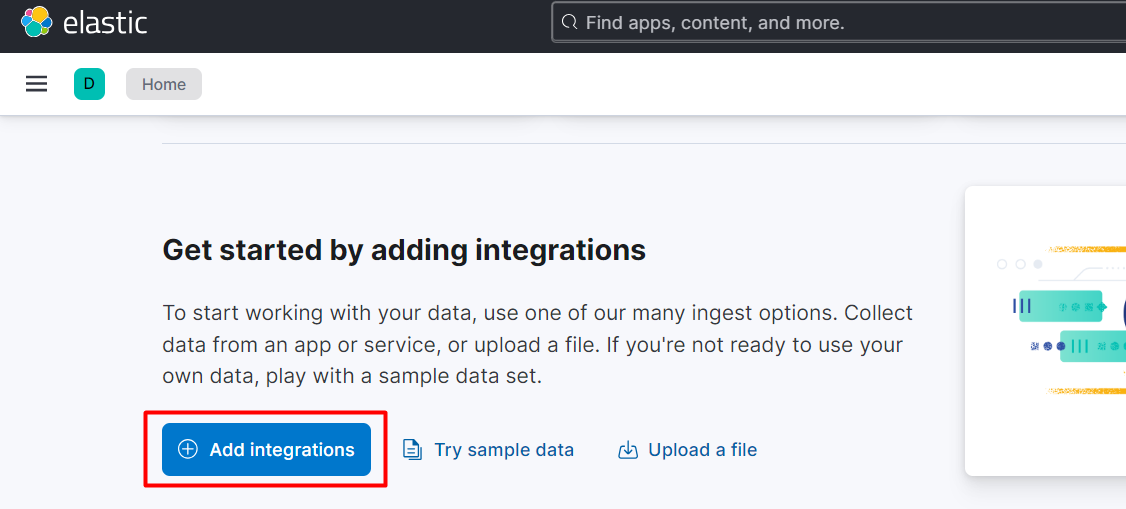 elastic
Find apps, content, and more.
D
Home
Get started by adding integrations
To start working with your data, use one of our many ingest options. Collect
data from an app or service, or upload a file. If you're not ready to use your
own data, play with a sample data set.
Add integrations
Try sample data
Upload a file